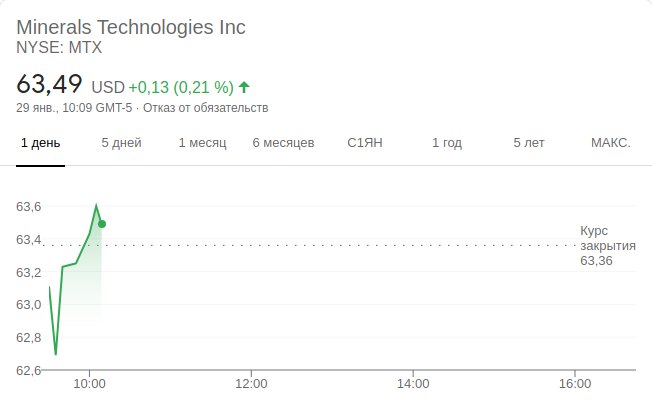 Minerals Technologies Inc
NYSE: MTX
63,49 USD +0,13 (0,21 %)
29 янв., 10:09 GMT-5 · Отказ от обязательств
1 день 5 дней 1 месяц 6 месяцев С1ЯН 1 год 5 лет МАКС.
63,6
63,4
63,2
63,0
62,8
62,6
Курс
закрытия
63,36
10:00 12:00 14:00 16:00